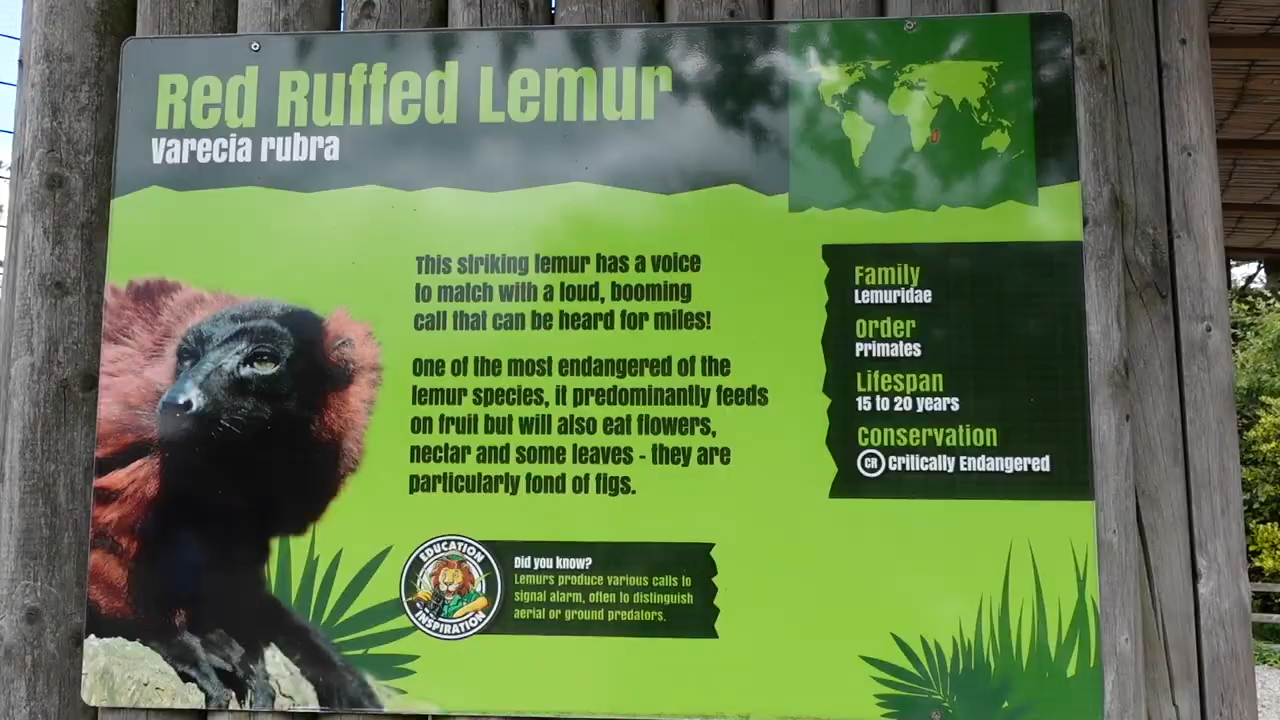 Red Ruffed Lemur
Varecia rubra
This striking lemur has a voice
to match with a loud, booming
call that can be heard for miles!
One of the most endangered of the
lemur species, it predominantly feeds
on fruit but will also eat flowers,
nectar and some leaves - they are
particularly fond of figs.
Family
Lemuridae
Order
Primates
Lifespan
15 to 20 years
Conservation
CR Critically Endangered
EDUCATION
INSPIRATION
Did you know?
Lemurs produce various calls to
signal alarm, often to distinguish
aerial or ground predators.